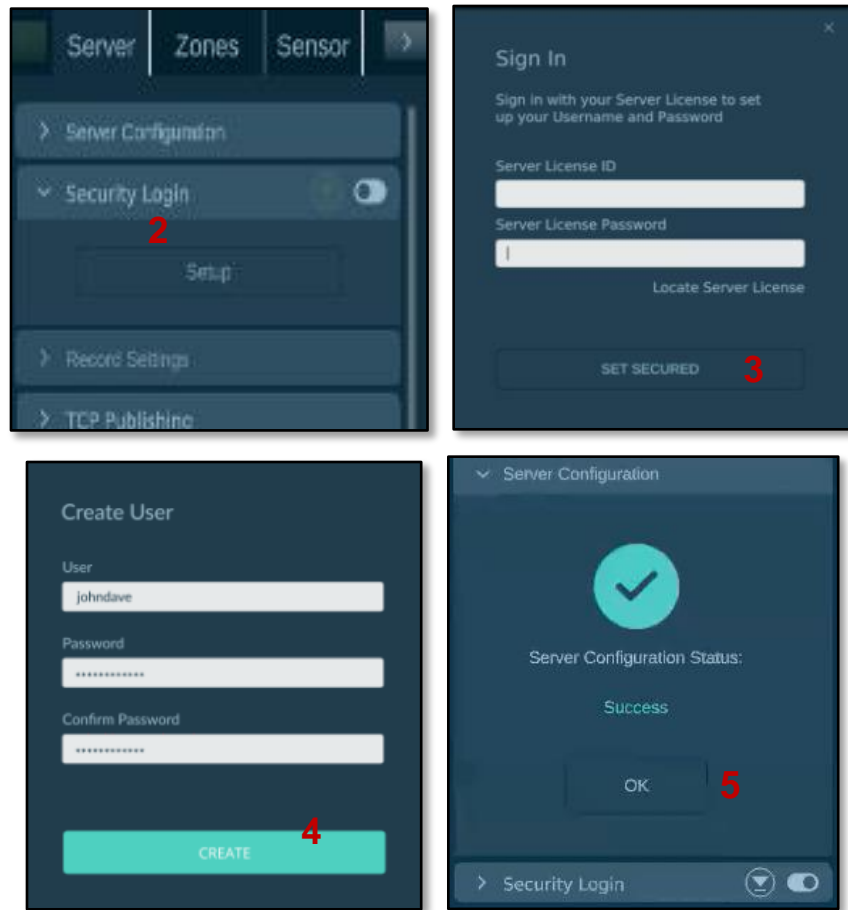 Server
Zones
Sensor
Server Configuration
Security Login
2
Setup
Record Settings
TCP Publishing
Sign In
Sign in with your Server License to set
up your Username and Password
Server License ID
Server License Password
Locate Server License
SET SECURED
3
Create User
User
johndave
Password
••••••••••••
Confirm Password
••••••••••••
4
CREATE
Server Configuration
Server Configuration Status:
Success
OK
5
Security Login